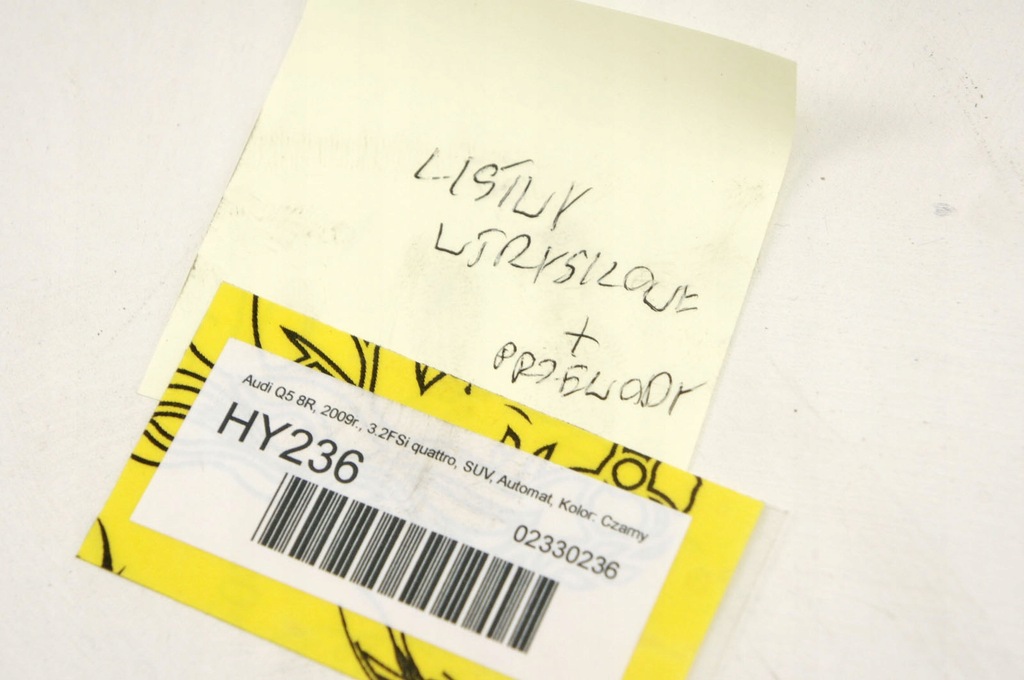 LISTWY
WTRYSKOWE
+
PRZEWODY
Audi Q5 8R, 2009r., 3.2FSi quattro, SUV, Automat, Kolor: Czarny
HY236
02330236